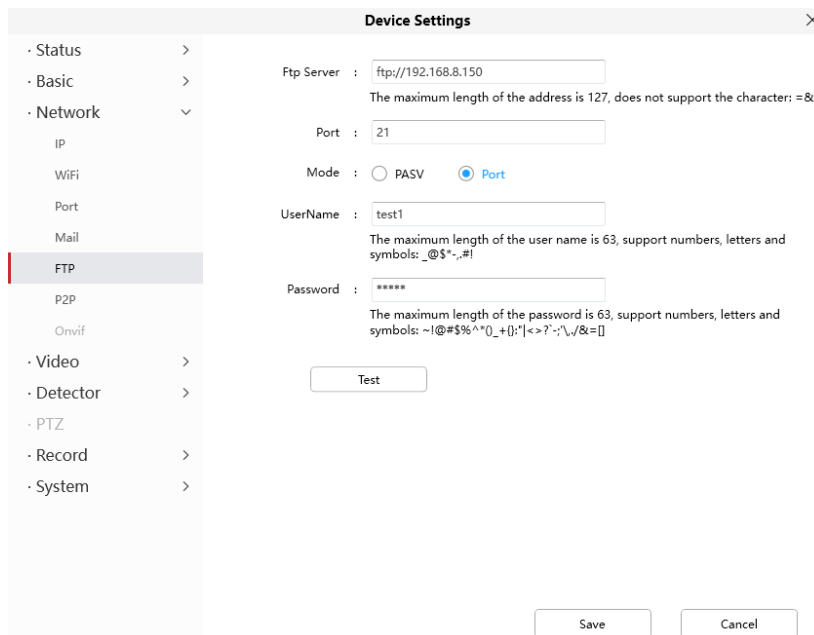 Device Settings
· Status
· Basic
· Network
IP
WiFi
Port
Mail
FTP
P2P
Onvif
· Video
· Detector
· PTZ
· Record
· System
Ftp Server : ftp://192.168.8.150
The maximum length of the address is 127, does not support the character: =&
Port : 21
Mode : PASV Port
UserName : test1
The maximum length of the user name is 63, support numbers, letters and
symbols: _@$*-,.#!
Password : *****
The maximum length of the password is 63, support numbers, letters and
symbols: ~!@#$%^*()_+{}:"|<>?`-;'\,./&=[]
Test
Save Cancel